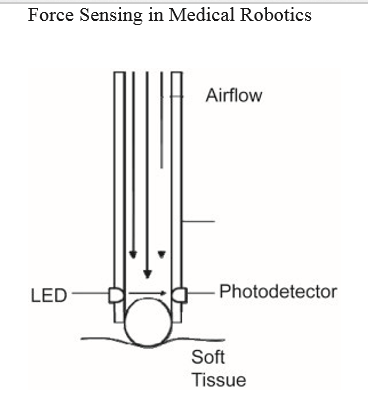 Force Sensing in Medical Robotics
Airflow
LED
Photodetector
Soft
Tissue